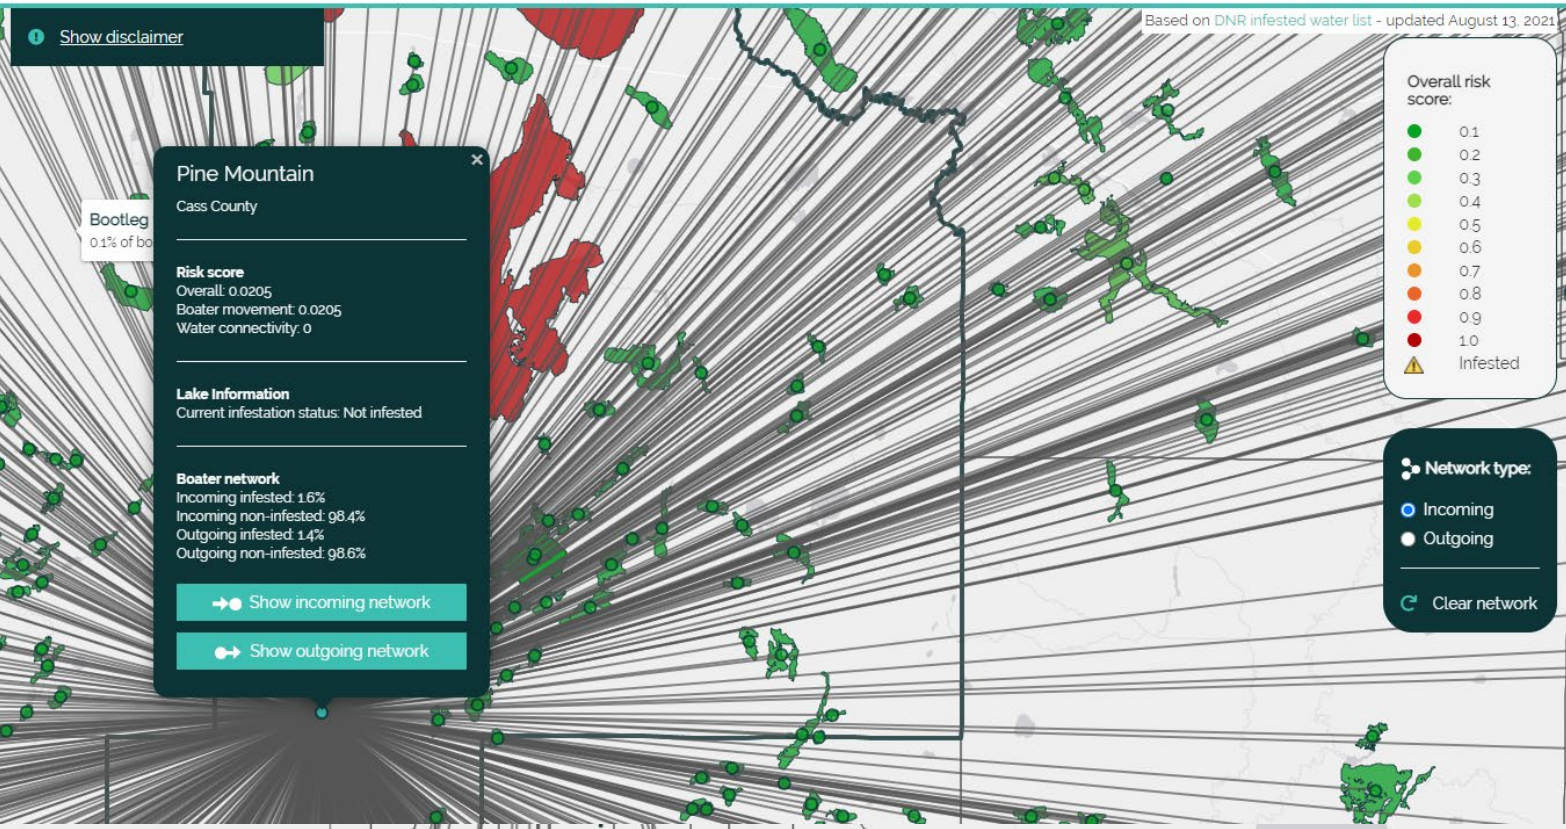 Show disclaimer
Based on DNR infested water list - updated August 13, 2021
Pine Mountain
Cass County
Risk score
Overall: 0.0205
Boater movement: 0.0205
Water connectivity: 0
Lake Information
Current infestation status: Not infested
Boater network
Incoming infested: 1.6%
Incoming non-infested: 98.4%
Outgoing infested: 1.4%
Outgoing non-infested: 98.6%
Show incoming network
Show outgoing network
Bootleg
0.1% of bo
Overall risk
score:
0.1
0.2
0.3
0.4
0.5
0.6
0.7
0.8
0.9
1.0
Infested
Network type:
Incoming
Outgoing
Clear network